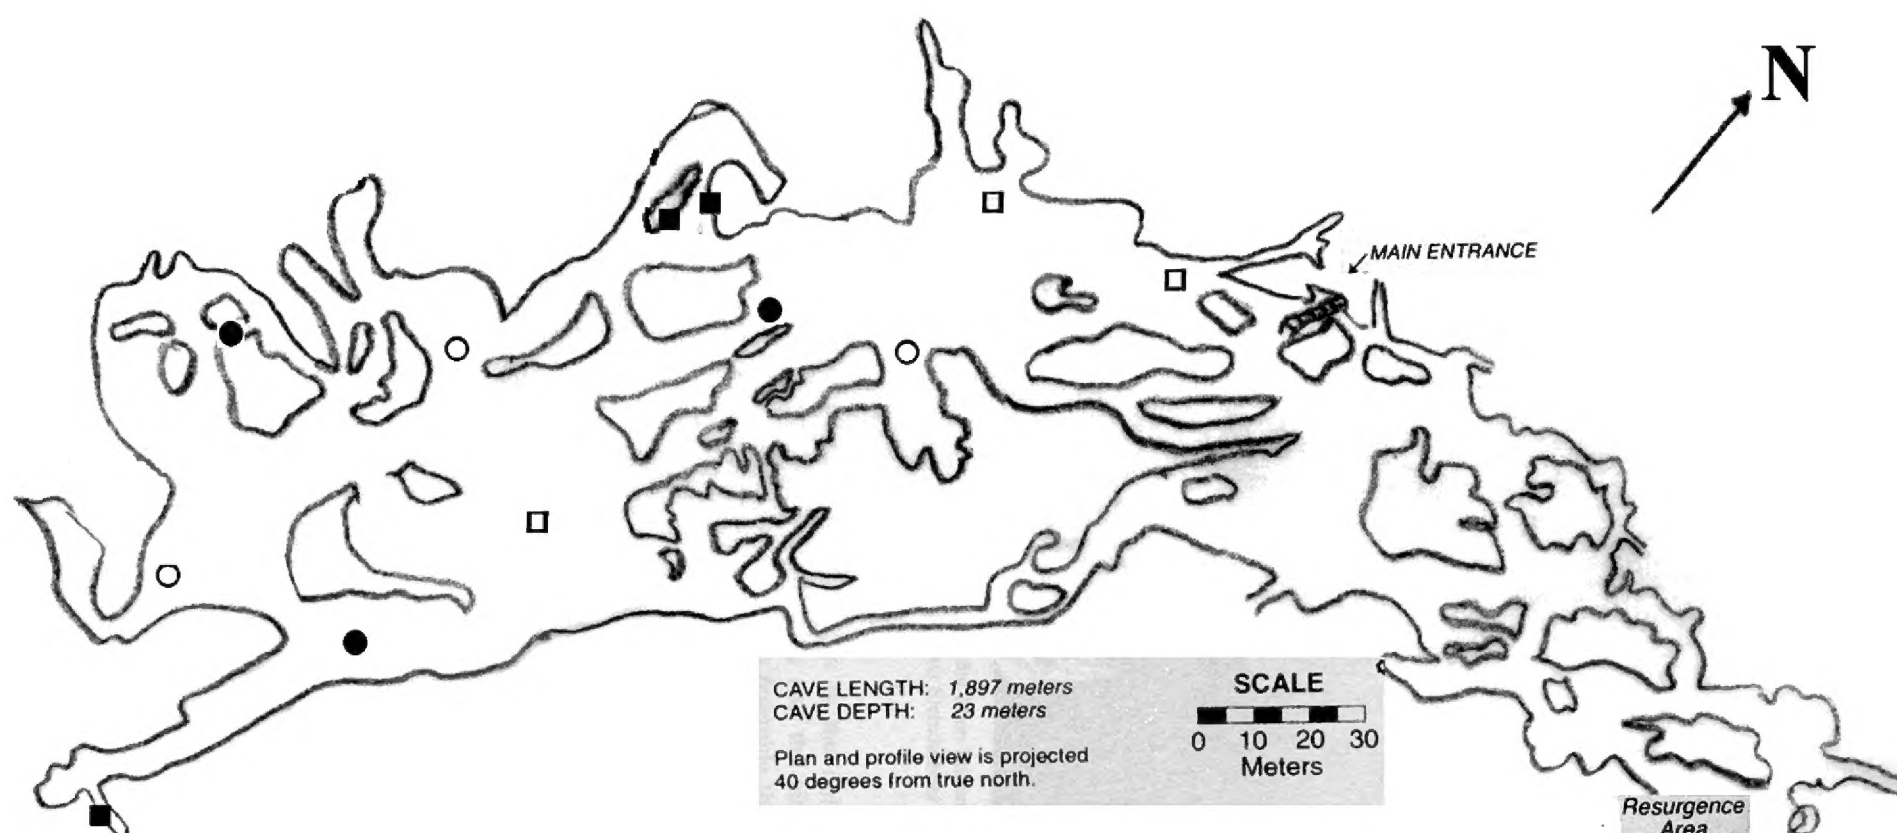 N
MAIN ENTRANCE
CAVE LENGTH: 1,897 meters
CAVE DEPTH: 23 meters
Plan and profile view is projected
40 degrees from true north.
SCALE
0 10 20 30
Meters
Resurgence
Area